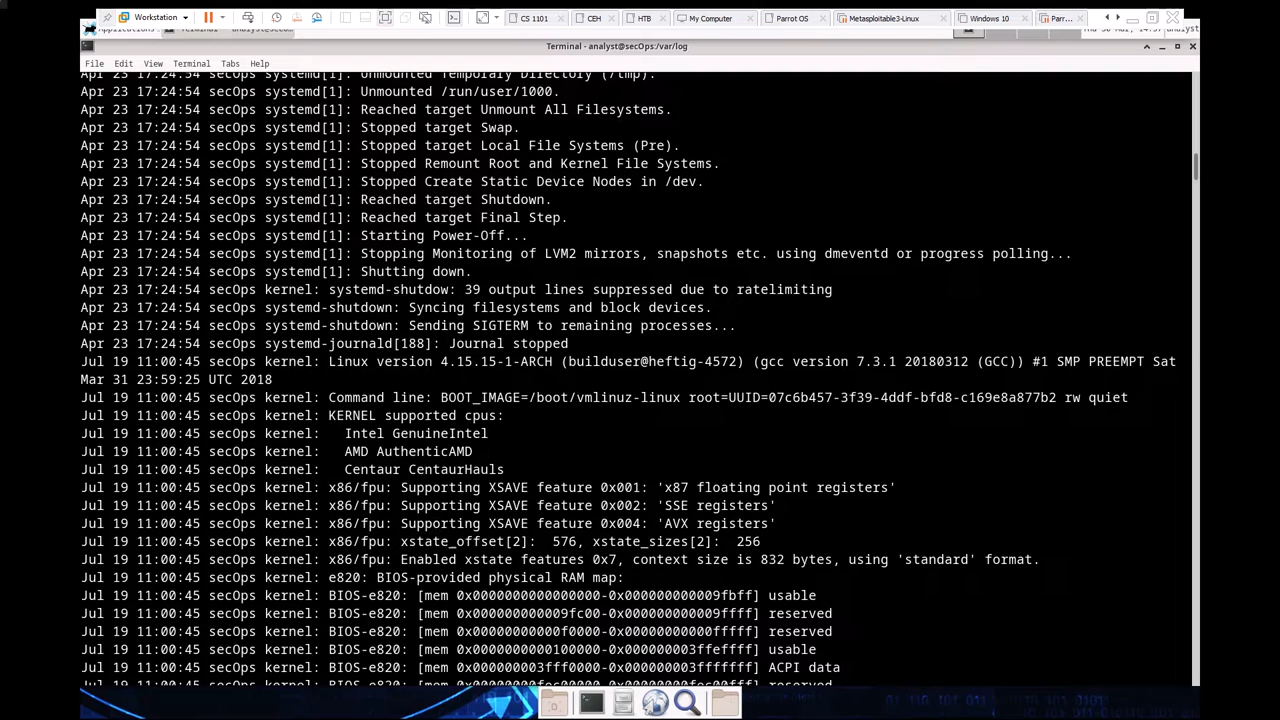 Workstation CS 1101 CEH HTB My Computer Parrot OS Metasploitable3-Linux Windows 10 Parr...
Terminal - analyst@secOps:/var/log
File Edit View Terminal Tabs Help
Apr 23 17:24:54 secOps systemd[1]: Unmounted Temporary Directory (/tmp).
Apr 23 17:24:54 secOps systemd[1]: Unmounted /run/user/1000.
Apr 23 17:24:54 secOps systemd[1]: Reached target Unmount All Filesystems.
Apr 23 17:24:54 secOps systemd[1]: Stopped target Swap.
Apr 23 17:24:54 secOps systemd[1]: Stopped target Local File Systems (Pre).
Apr 23 17:24:54 secOps systemd[1]: Stopped Remount Root and Kernel File Systems.
Apr 23 17:24:54 secOps systemd[1]: Stopped Create Static Device Nodes in /dev.
Apr 23 17:24:54 secOps systemd[1]: Reached target Shutdown.
Apr 23 17:24:54 secOps systemd[1]: Reached target Final Step.
Apr 23 17:24:54 secOps systemd[1]: Starting Power-Off...
Apr 23 17:24:54 secOps systemd[1]: Stopping Monitoring of LVM2 mirrors, snapshots etc. using dmeventd or progress polling...
Apr 23 17:24:54 secOps systemd[1]: Shutting down.
Apr 23 17:24:54 secOps kernel: systemd-shutdow: 39 output lines suppressed due to ratelimiting
Apr 23 17:24:54 secOps systemd-shutdown: Syncing filesystems and block devices.
Apr 23 17:24:54 secOps systemd-shutdown: Sending SIGTERM to remaining processes...
Apr 23 17:24:54 secOps systemd-journald[188]: Journal stopped
Jul 19 11:00:45 secOps kernel: Linux version 4.15.15-1-ARCH (builduser@heftig-4572) (gcc version 7.3.1 20180312 (GCC)) #1 SMP PREEMPT Sat
Mar 31 23:59:25 UTC 2018
Jul 19 11:00:45 secOps kernel: Command line: BOOT_IMAGE=/boot/vmlinuz-linux root=UUID=07c6b457-3f39-4ddf-bfd8-c169e8a877b2 rw quiet
Jul 19 11:00:45 secOps kernel: KERNEL supported cpus:
Jul 19 11:00:45 secOps kernel:   Intel GenuineIntel
Jul 19 11:00:45 secOps kernel:   AMD AuthenticAMD
Jul 19 11:00:45 secOps kernel:   Centaur CentaurHauls
Jul 19 11:00:45 secOps kernel: x86/fpu: Supporting XSAVE feature 0x001: 'x87 floating point registers'
Jul 19 11:00:45 secOps kernel: x86/fpu: Supporting XSAVE feature 0x002: 'SSE registers'
Jul 19 11:00:45 secOps kernel: x86/fpu: Supporting XSAVE feature 0x004: 'AVX registers'
Jul 19 11:00:45 secOps kernel: x86/fpu: xstate_offset[2]:  576, xstate_sizes[2]:  256
Jul 19 11:00:45 secOps kernel: x86/fpu: Enabled xstate features 0x7, context size is 832 bytes, using 'standard' format.
Jul 19 11:00:45 secOps kernel: e820: BIOS-provided physical RAM map:
Jul 19 11:00:45 secOps kernel: BIOS-e820: [mem 0x0000000000000000-0x000000000009fbff] usable
Jul 19 11:00:45 secOps kernel: BIOS-e820: [mem 0x000000000009fc00-0x000000000009ffff] reserved
Jul 19 11:00:45 secOps kernel: BIOS-e820: [mem 0x00000000000f0000-0x00000000000fffff] reserved
Jul 19 11:00:45 secOps kernel: BIOS-e820: [mem 0x0000000000100000-0x000000003ffeffff] usable
Jul 19 11:00:45 secOps kernel: BIOS-e820: [mem 0x000000003fff0000-0x000000003fffffff] ACPI data
Jul 19 11:00:45 secOps kernel: BIOS-e820: [mem 0x00000000fec00000-0x00000000fec00fff] reserved